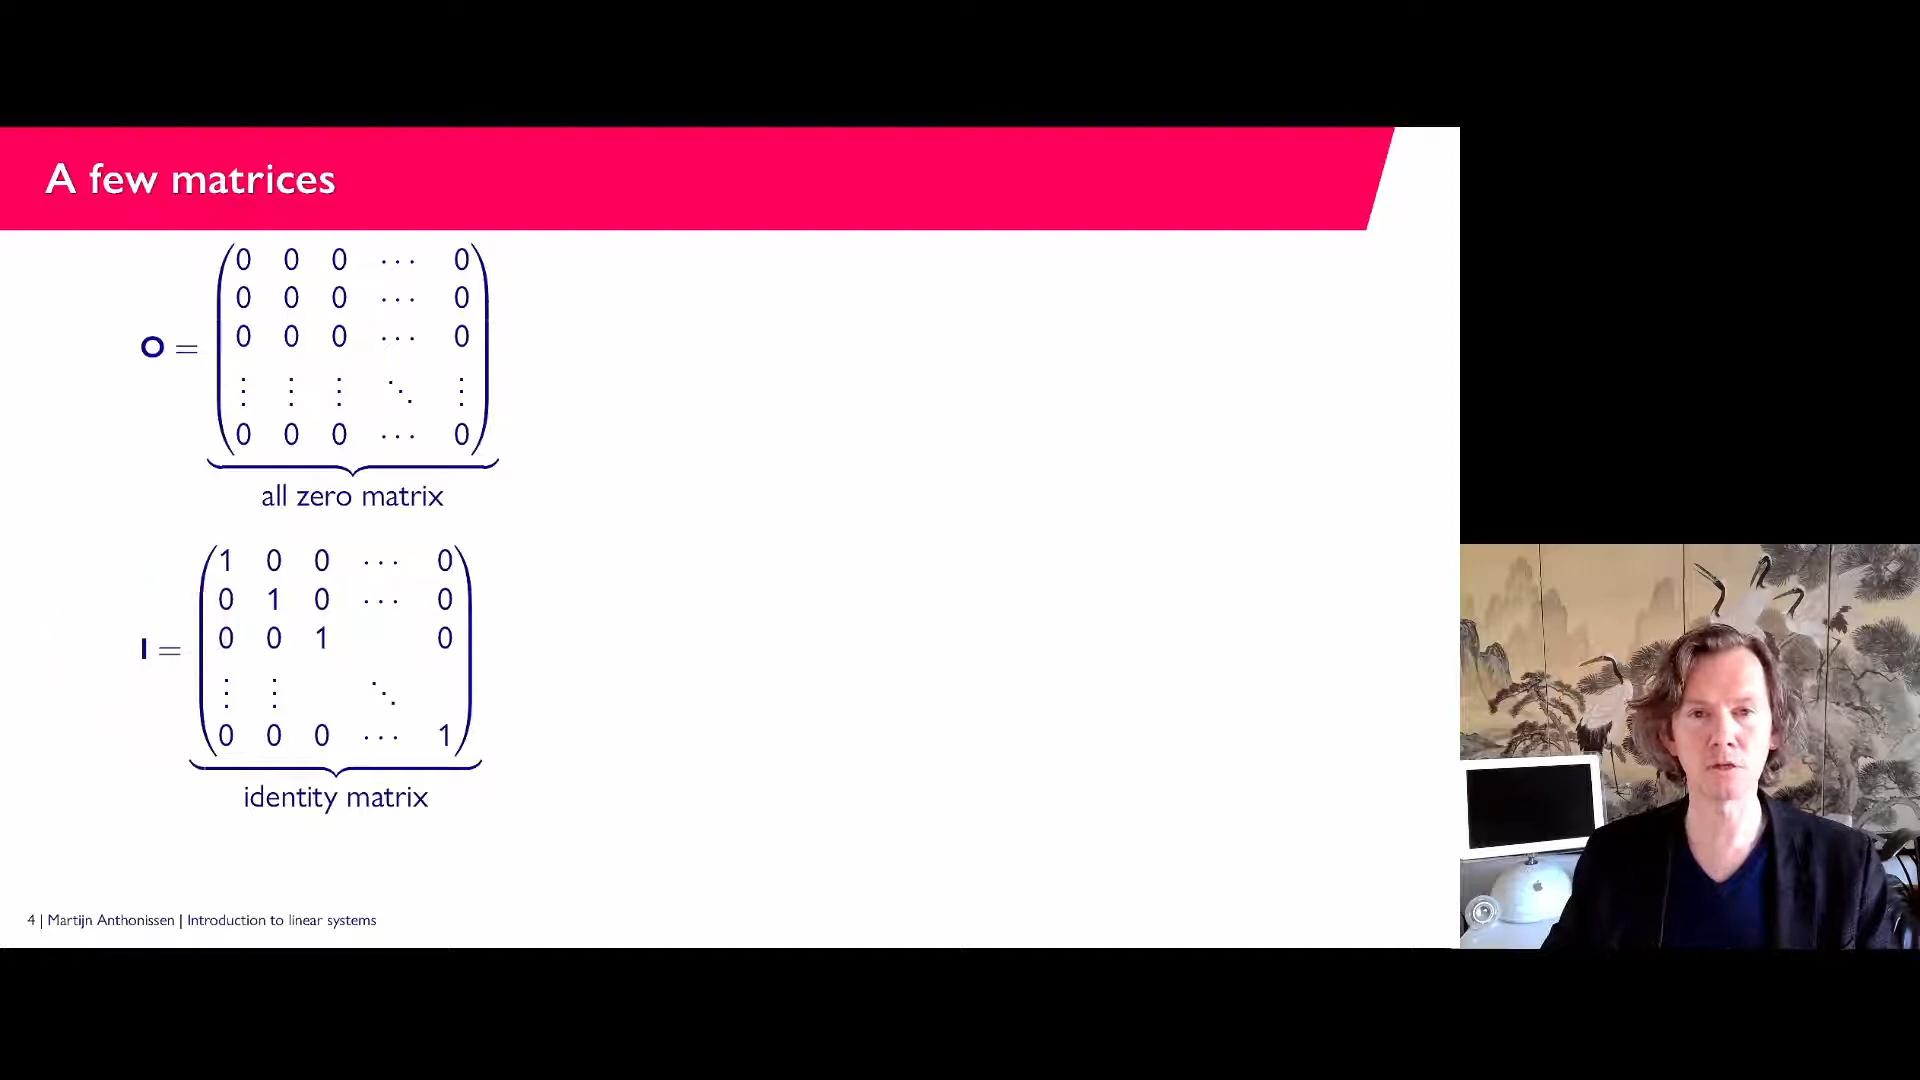 A few matrices
0 0 0 ⋯ 0
0 0 0 ⋯ 0
0 0 0 ⋯ 0
O =
⋮ ⋮ ⋮ ⋱ ⋮
0 0 0 ⋯ 0
all zero matrix
1 0 0 ⋯ 0
0 1 0 ⋯ 0
0 0 1 0
I =
⋮ ⋮ ⋱
0 0 0 ⋯ 1
identity matrix
4 | Martijn Anthonissen | Introduction to linear systems